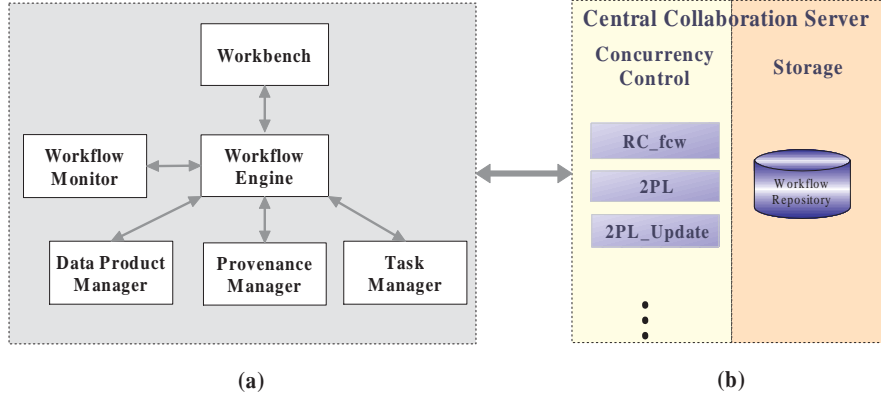 Workbench
Workflow
Monitor
Workflow
Engine
Data Product
Manager
Provenance
Manager
Task
Manager
(a)
Central Collaboration Server
Concurrency
Control
RC_fcw
2PL
2PL_Update
Storage
Workflow
Repository
(b)